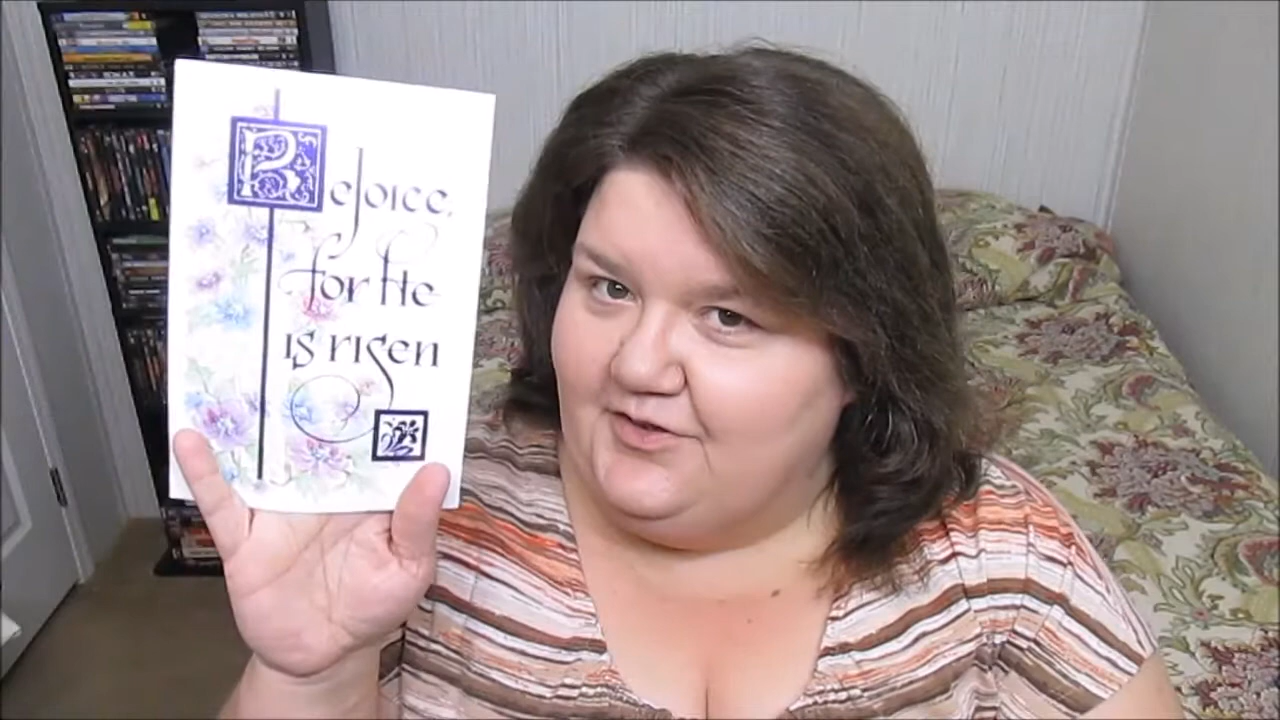 Rejoice,
for He
is risen